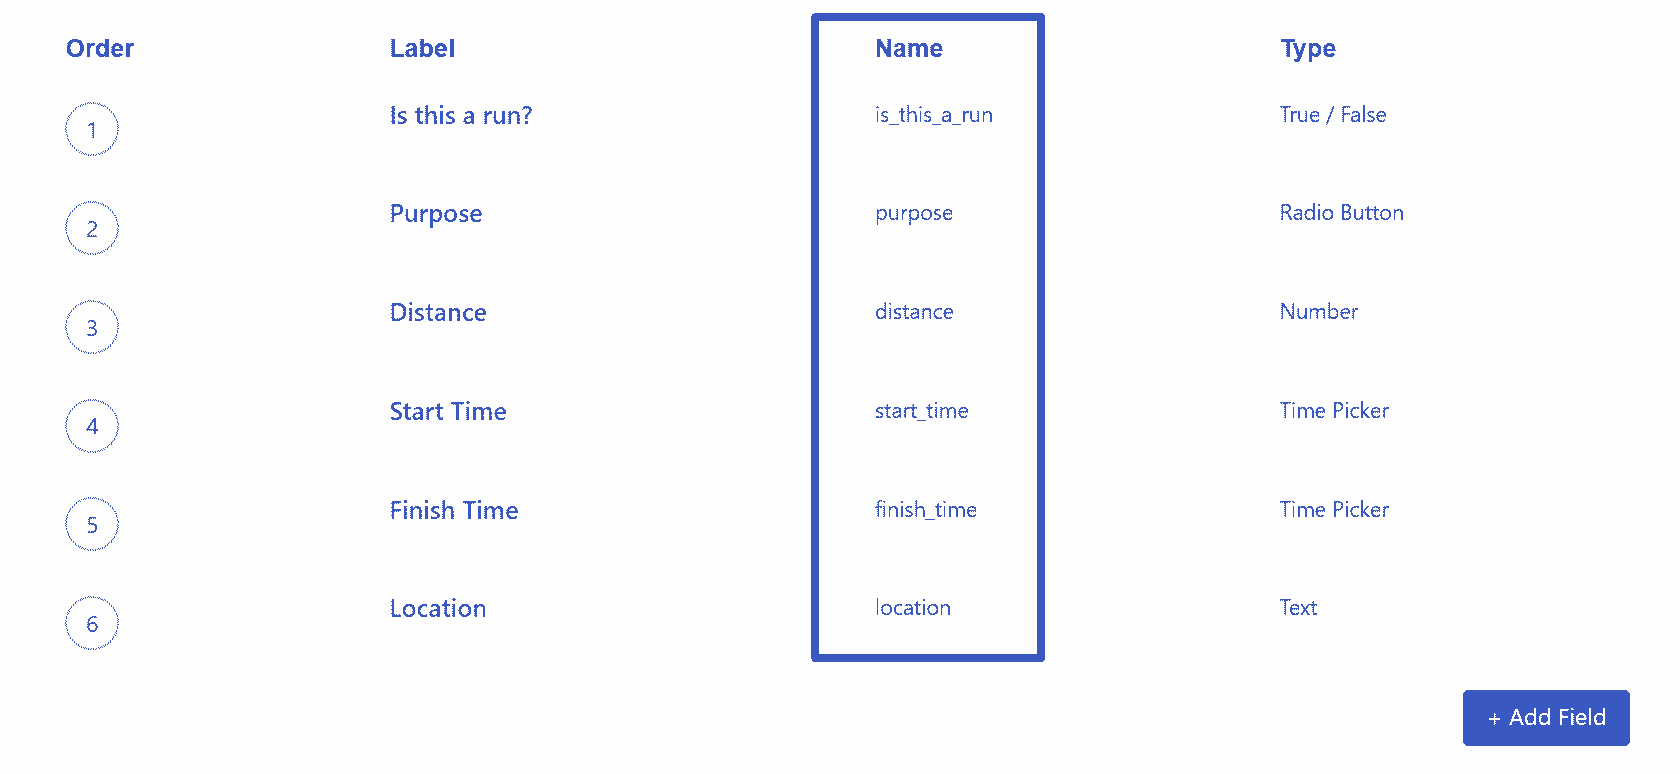 Order Label Name Type
1 Is this a run? is_this_a_run True / False
2 Purpose purpose Radio Button
3 Distance distance Number
4 Start Time start_time Time Picker
5 Finish Time finish_time Time Picker
6 Location location Text
+ Add Field